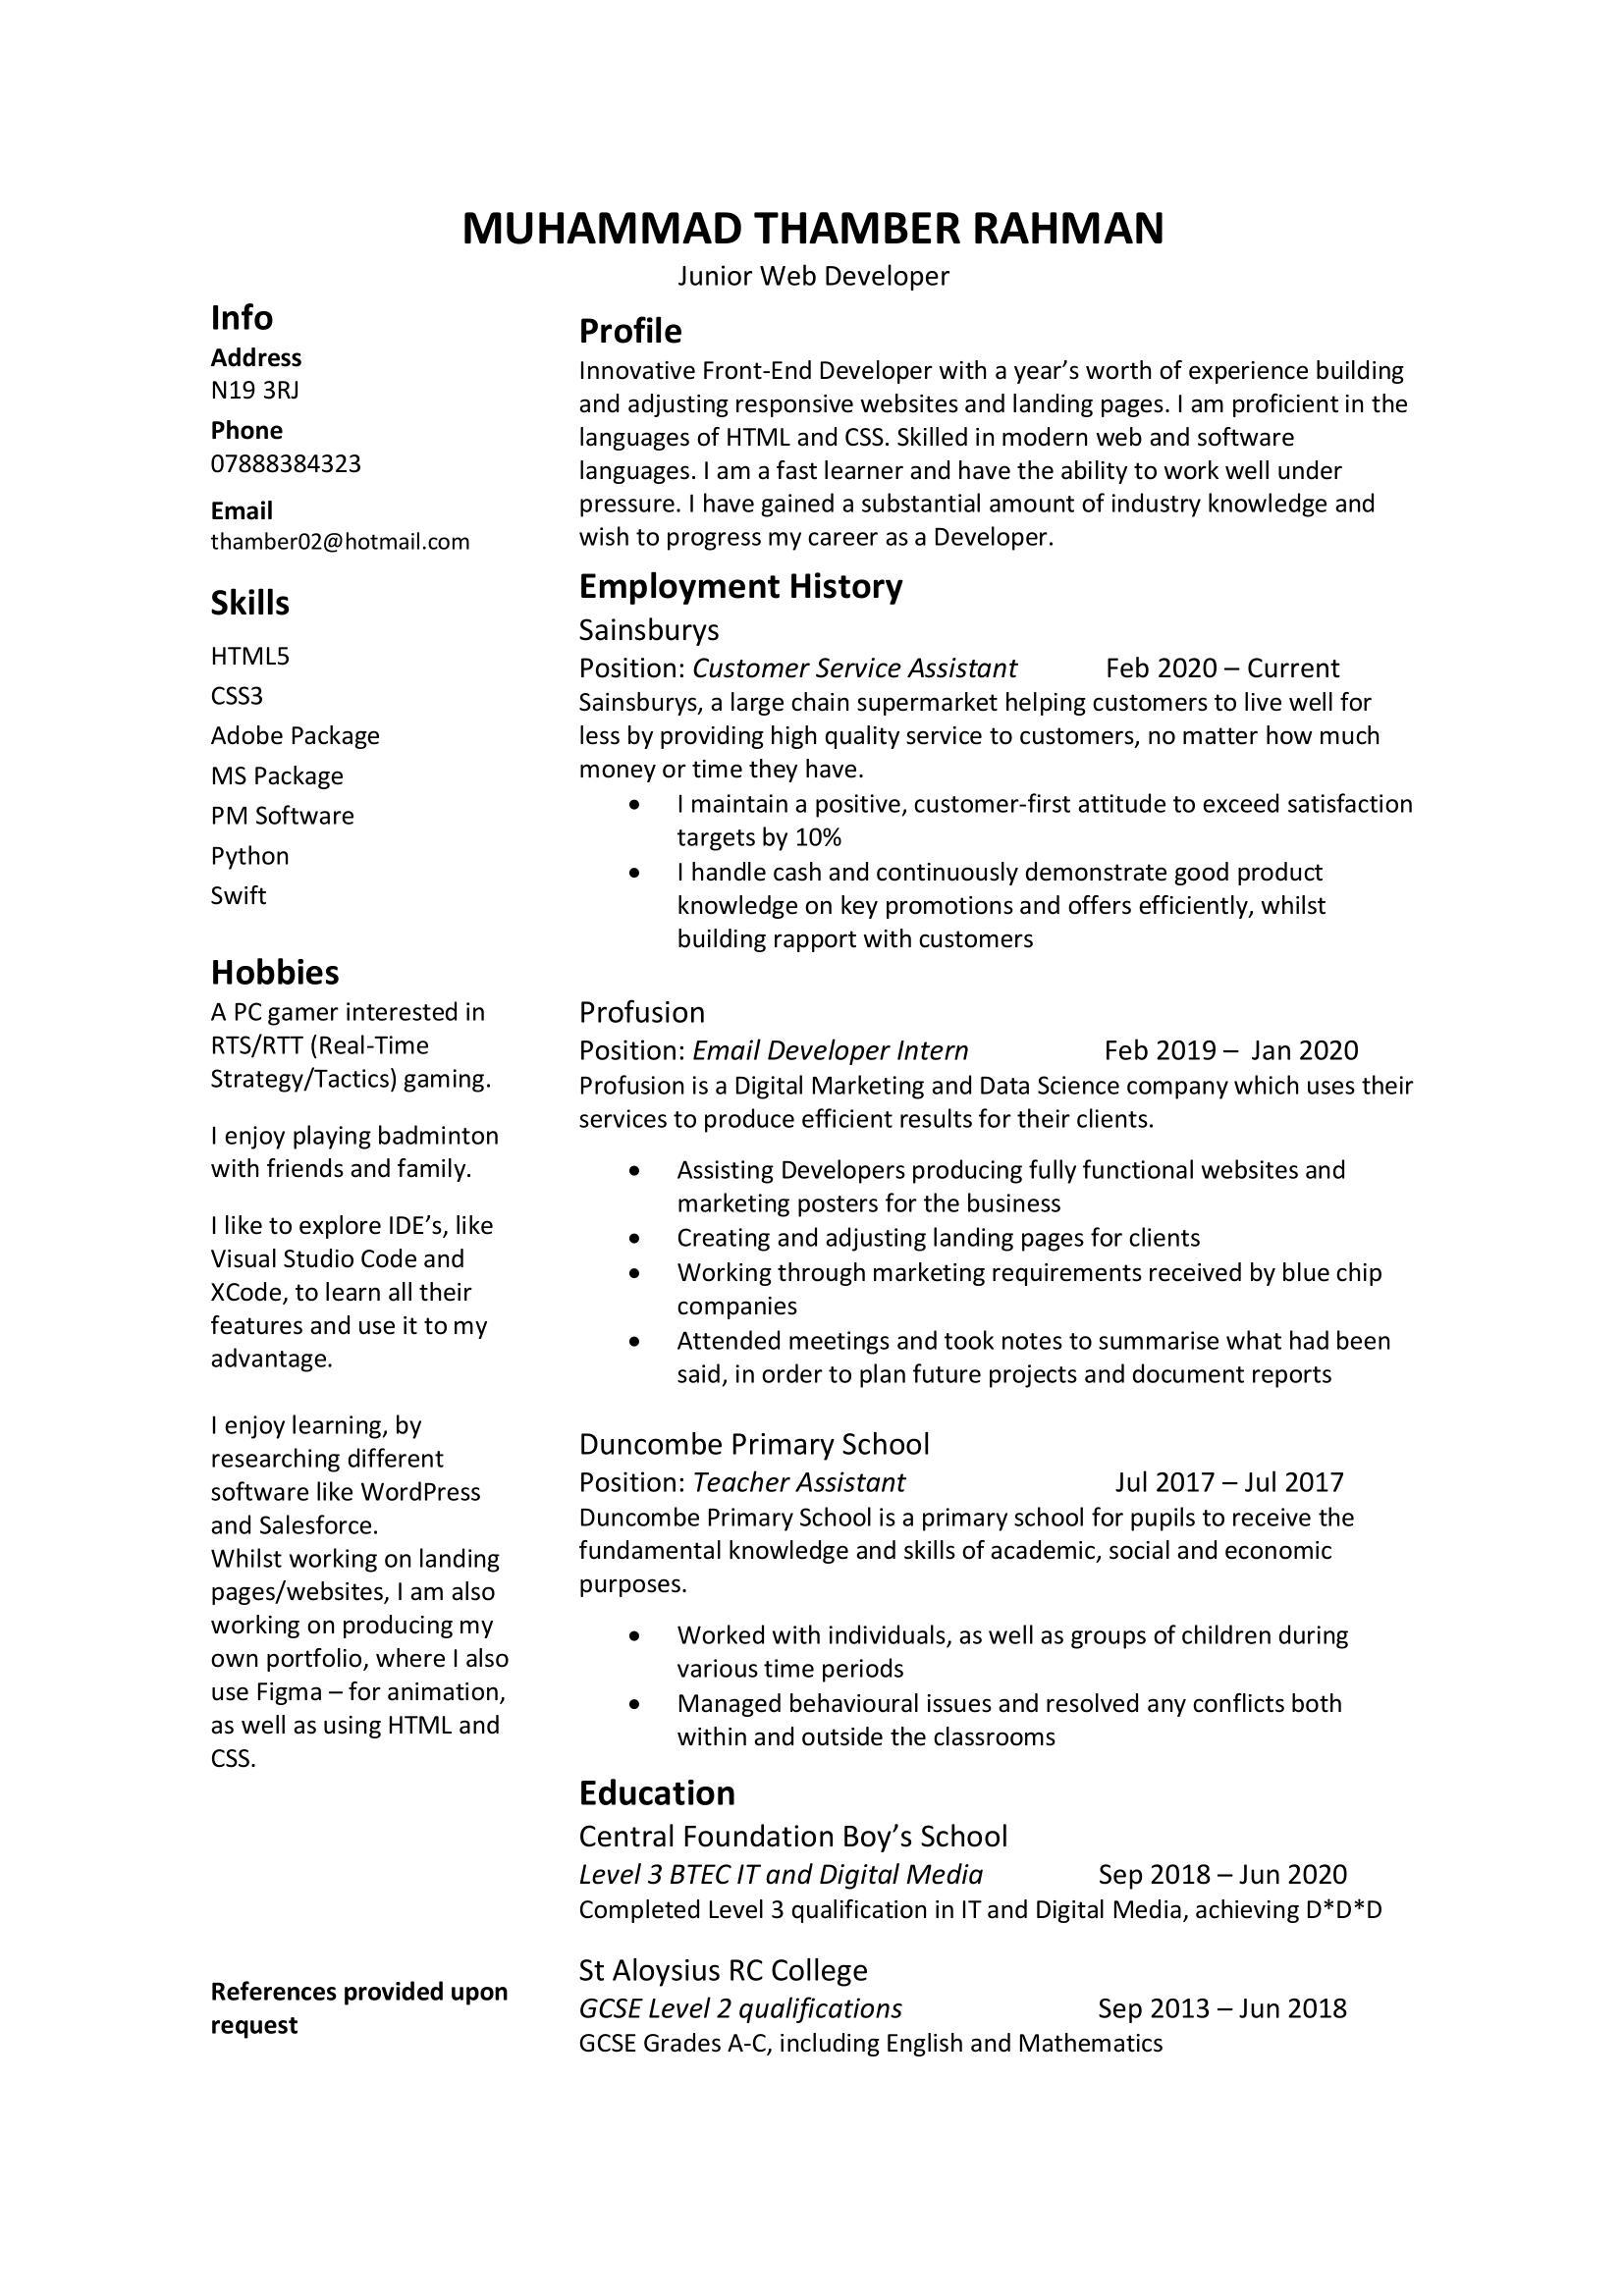 MUHAMMAD THAMBER RAHMAN
Junior Web Developer
Info
Address
N19 3RJ
Phone
07888384323
Email
thamber02@hotmail.com
Skills
HTML5
CSS3
Adobe Package
MS Package
PM Software
Python
Swift
Hobbies
A PC gamer interested in
RTS/RTT (Real-Time
Strategy/Tactics) gaming.
I enjoy playing badminton
with friends and family.
I like to explore IDE’s, like
Visual Studio Code and
XCode, to learn all their
features and use it to my
advantage.
I enjoy learning, by
researching different
software like WordPress
and Salesforce.
Whilst working on landing
pages/websites, I am also
working on producing my
own portfolio, where I also
use Figma – for animation,
as well as using HTML and
CSS.
References provided upon
request
Profile
Innovative Front-End Developer with a year’s worth of experience building
and adjusting responsive websites and landing pages. I am proficient in the
languages of HTML and CSS. Skilled in modern web and software
languages. I am a fast learner and have the ability to work well under
pressure. I have gained a substantial amount of industry knowledge and
wish to progress my career as a Developer.
Employment History
Sainsburys
Position: Customer Service Assistant Feb 2020 – Current
Sainsburys, a large chain supermarket helping customers to live well for
less by providing high quality service to customers, no matter how much
money or time they have.
• I maintain a positive, customer-first attitude to exceed satisfaction
targets by 10%
• I handle cash and continuously demonstrate good product
knowledge on key promotions and offers efficiently, whilst
building rapport with customers
Profusion
Position: Email Developer Intern Feb 2019 – Jan 2020
Profusion is a Digital Marketing and Data Science company which uses their
services to produce efficient results for their clients.
• Assisting Developers producing fully functional websites and
marketing posters for the business
• Creating and adjusting landing pages for clients
• Working through marketing requirements received by blue chip
companies
• Attended meetings and took notes to summarise what had been
said, in order to plan future projects and document reports
Duncombe Primary School
Position: Teacher Assistant Jul 2017 – Jul 2017
Duncombe Primary School is a primary school for pupils to receive the
fundamental knowledge and skills of academic, social and economic
purposes.
• Worked with individuals, as well as groups of children during
various time periods
• Managed behavioural issues and resolved any conflicts both
within and outside the classrooms
Education
Central Foundation Boy’s School
Level 3 BTEC IT and Digital Media Sep 2018 – Jun 2020
Completed Level 3 qualification in IT and Digital Media, achieving D*D*D
St Aloysius RC College
GCSE Level 2 qualifications Sep 2013 – Jun 2018
GCSE Grades A-C, including English and Mathematics